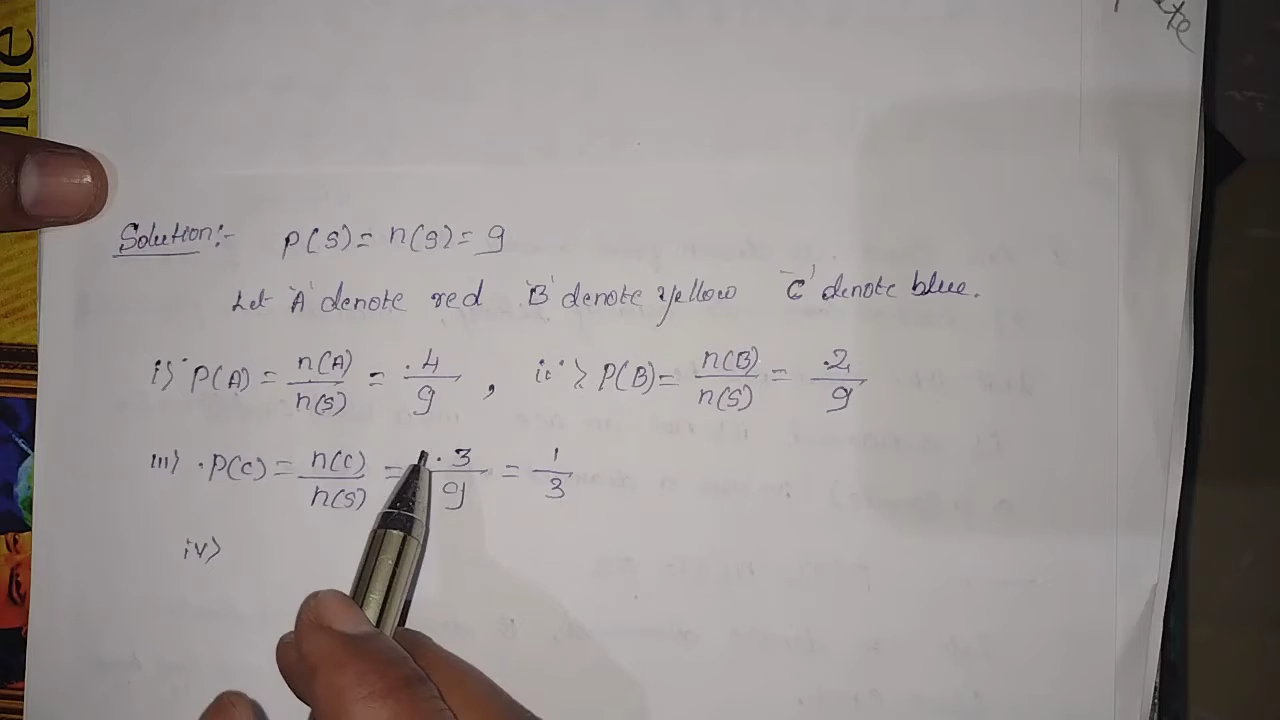 Solution:- P(S) = n(S) = 9
Let 'A' denote red 'B' denote yellow 'C' denote blue.
i) P(A) = n(A)/n(S) = 4/9 , ii) P(B) = n(B)/n(S) = 2/9
iii) P(C) = n(C)/n(S) = 3/9 = 1/3
iv)